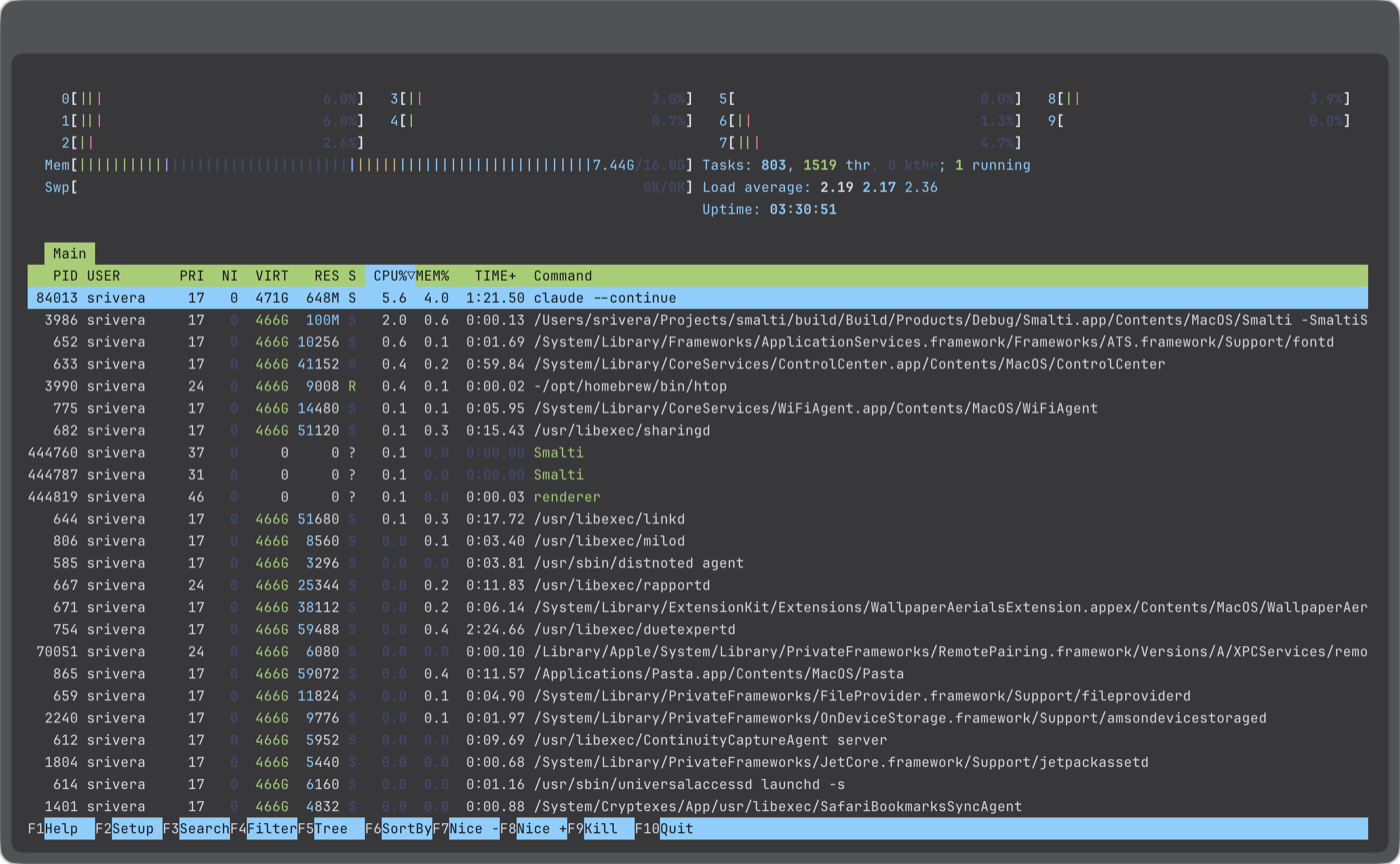 0[||| 6.0%] 3[|| 2.0%] 5[ 0.0%] 8[|| 3.9%]
1[||| 6.0%] 4[| 0.7%] 6[|| 1.3%] 9[ 0.0%]
2[|| 2.6%] 7[||| 4.7%]
Mem[||||||||||||||||||||||||||||||||||||||||||||||||||||||||||||||7.44G/16.0G] Tasks: 803, 1519 thr, 0 kthr; 1 running
Swp[ 0K/0K] Load average: 2.19 2.17 2.36
Uptime: 03:30:51
Main
PID USER PRI NI VIRT RES S CPU%▽MEM% TIME+ Command
84013 srivera 17 0 471G 648M S 5.6 4.0 1:21.50 claude --continue
3986 srivera 17 0 466G 100M S 2.0 0.6 0:00.13 /Users/srivera/Projects/smalti/build/Build/Products/Debug/Smalti.app/Contents/MacOS/Smalti -SmaltiS
652 srivera 17 0 466G 10256 S 0.6 0.1 0:01.69 /System/Library/Frameworks/ApplicationServices.framework/Frameworks/ATS.framework/Support/fontd
633 srivera 17 0 466G 41152 S 0.4 0.2 0:59.84 /System/Library/CoreServices/ControlCenter.app/Contents/MacOS/ControlCenter
3990 srivera 24 0 466G 9008 R 0.4 0.1 0:00.02 -/opt/homebrew/bin/htop
775 srivera 17 0 466G 14480 S 0.1 0.1 0:05.95 /System/Library/CoreServices/WiFiAgent.app/Contents/MacOS/WiFiAgent
682 srivera 17 0 466G 51120 S 0.1 0.3 0:15.43 /usr/libexec/sharingd
444760 srivera 37 0 0 0 ? 0.1 0.0 0:00.00 Smalti
444787 srivera 31 0 0 0 ? 0.1 0.0 0:00.00 Smalti
444819 srivera 46 0 0 0 ? 0.1 0.0 0:00.03 renderer
644 srivera 17 0 466G 51680 S 0.1 0.3 0:17.72 /usr/libexec/linkd
806 srivera 17 0 466G 8560 S 0.0 0.1 0:03.40 /usr/libexec/milod
585 srivera 17 0 466G 3296 S 0.0 0.0 0:03.81 /usr/sbin/distnoted agent
667 srivera 24 0 466G 25344 S 0.0 0.2 0:11.83 /usr/libexec/rapportd
671 srivera 17 0 466G 38112 S 0.0 0.2 0:06.14 /System/Library/ExtensionKit/Extensions/WallpaperAerialsExtension.appex/Contents/MacOS/WallpaperAer
754 srivera 17 0 466G 59488 S 0.0 0.4 2:24.66 /usr/libexec/duetexpertd
70051 srivera 24 0 466G 6080 S 0.0 0.0 0:00.10 /Library/Apple/System/Library/PrivateFrameworks/RemotePairing.framework/Versions/A/XPCServices/remo
865 srivera 17 0 466G 59072 S 0.0 0.4 0:11.57 /Applications/Pasta.app/Contents/MacOS/Pasta
659 srivera 17 0 466G 11824 S 0.0 0.1 0:04.90 /System/Library/PrivateFrameworks/FileProvider.framework/Support/fileproviderd
2240 srivera 17 0 466G 9776 S 0.0 0.1 0:01.97 /System/Library/PrivateFrameworks/OnDeviceStorage.framework/Support/amsondevicestoraged
612 srivera 17 0 466G 5952 S 0.0 0.0 0:09.69 /usr/libexec/ContinuityCaptureAgent server
1804 srivera 17 0 466G 5440 S 0.0 0.0 0:00.68 /System/Library/PrivateFrameworks/JetCore.framework/Support/jetpackassetd
614 srivera 17 0 466G 6160 S 0.0 0.0 0:01.16 /usr/sbin/universalaccessd launchd -s
1401 srivera 17 0 466G 4832 S 0.0 0.0 0:00.88 /System/Cryptexes/App/usr/libexec/SafariBookmarksSyncAgent
F1Help F2Setup F3SearchF4FilterF5Tree F6SortByF7Nice -F8Nice +F9Kill F10Quit